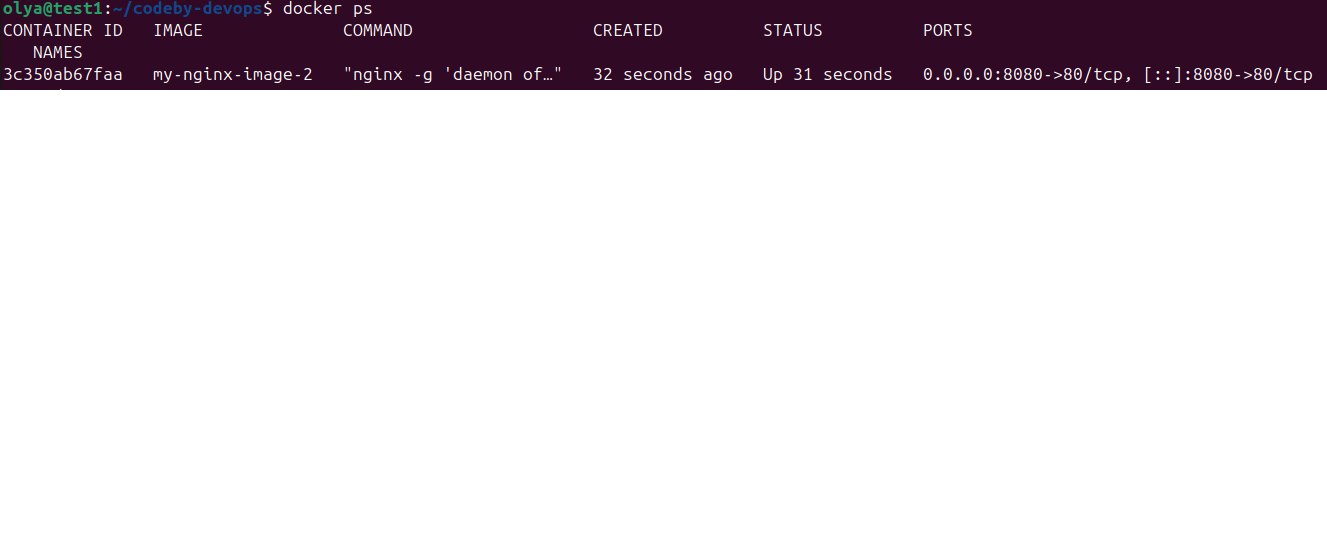 olya@test1:~/codeby-devops$ docker ps
CONTAINER ID   IMAGE              COMMAND                  CREATED          STATUS          PORTS
   NAMES
3c350ab67faa   my-nginx-image-2   "nginx -g 'daemon of…"   32 seconds ago   Up 31 seconds   0.0.0.0:8080->80/tcp, [::]:8080->80/tcp